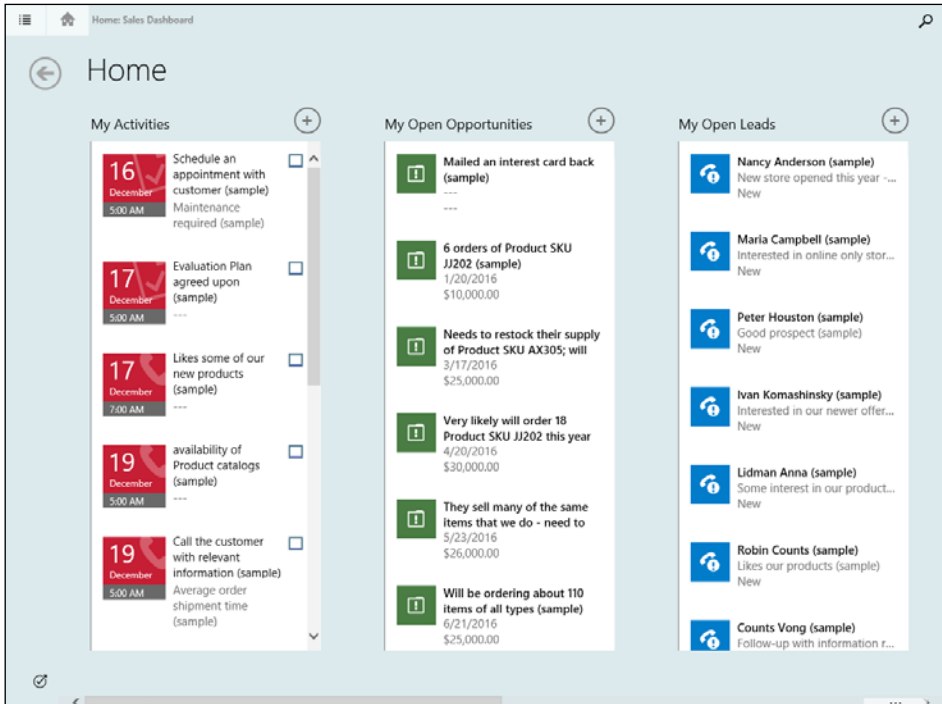 Home: Sales Dashboard
Home
My Activities
16
December
5:00 AM
Schedule an
appointment with
customer (sample)
Maintenance
required (sample)
17
December
5:00 AM
Evaluation Plan
agreed upon
(sample)
---
17
December
7:00 AM
Likes some of our
new products
(sample)
---
19
December
5:00 AM
availability of
Product catalogs
(sample)
---
19
December
5:00 AM
Call the customer
with relevant
information (sample)
Average order
shipment time
(sample)
My Open Opportunities
Mailed an interest card back
(sample)
---
---
6 orders of Product SKU
JJ202 (sample)
1/20/2016
$10,000.00
Needs to restock their supply
of Product SKU AX305; will
3/17/2016
$25,000.00
Very likely will order 18
Product SKU JJ202 this year
4/20/2016
$30,000.00
They sell many of the same
items that we do - need to
5/23/2016
$26,000.00
Will be ordering about 110
items of all types (sample)
6/21/2016
$25,000.00
My Open Leads
Nancy Anderson (sample)
New store opened this year -...
New
Maria Campbell (sample)
Interested in online only stor...
New
Peter Houston (sample)
Good prospect (sample)
New
Ivan Komashinsky (sample)
Interested in our newer offer...
New
Lidman Anna (sample)
Some interest in our product...
New
Robin Counts (sample)
Likes our products (sample)
New
Counts Vong (sample)
Follow-up with information r...